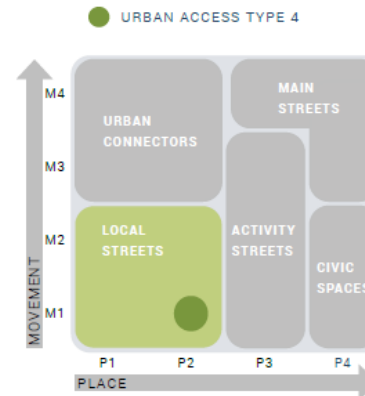 URBAN ACCESS TYPE 4
M4
MAIN
STREETS
URBAN
CONNECTORS
M3
M2
LOCAL
STREETS
ACTIVITY
STREETS
CIVIC
SPACES
M1
MOVEMENT
P1
P2
P3
P4
PLACE